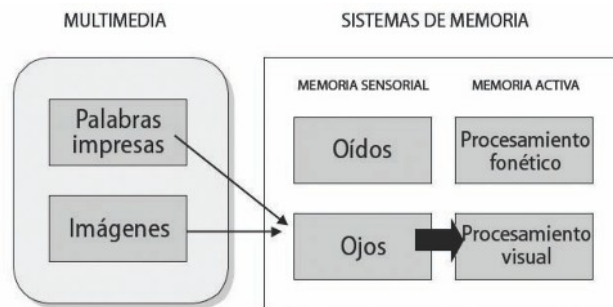 MULTIMEDIA
SISTEMAS DE MEMORIA
MEMORIA SENSORIAL
MEMORIA ACTIVA
Palabras
impresas
Oídos
Procesamiento
fonético
Imágenes
Ojos
Procesamiento
visual